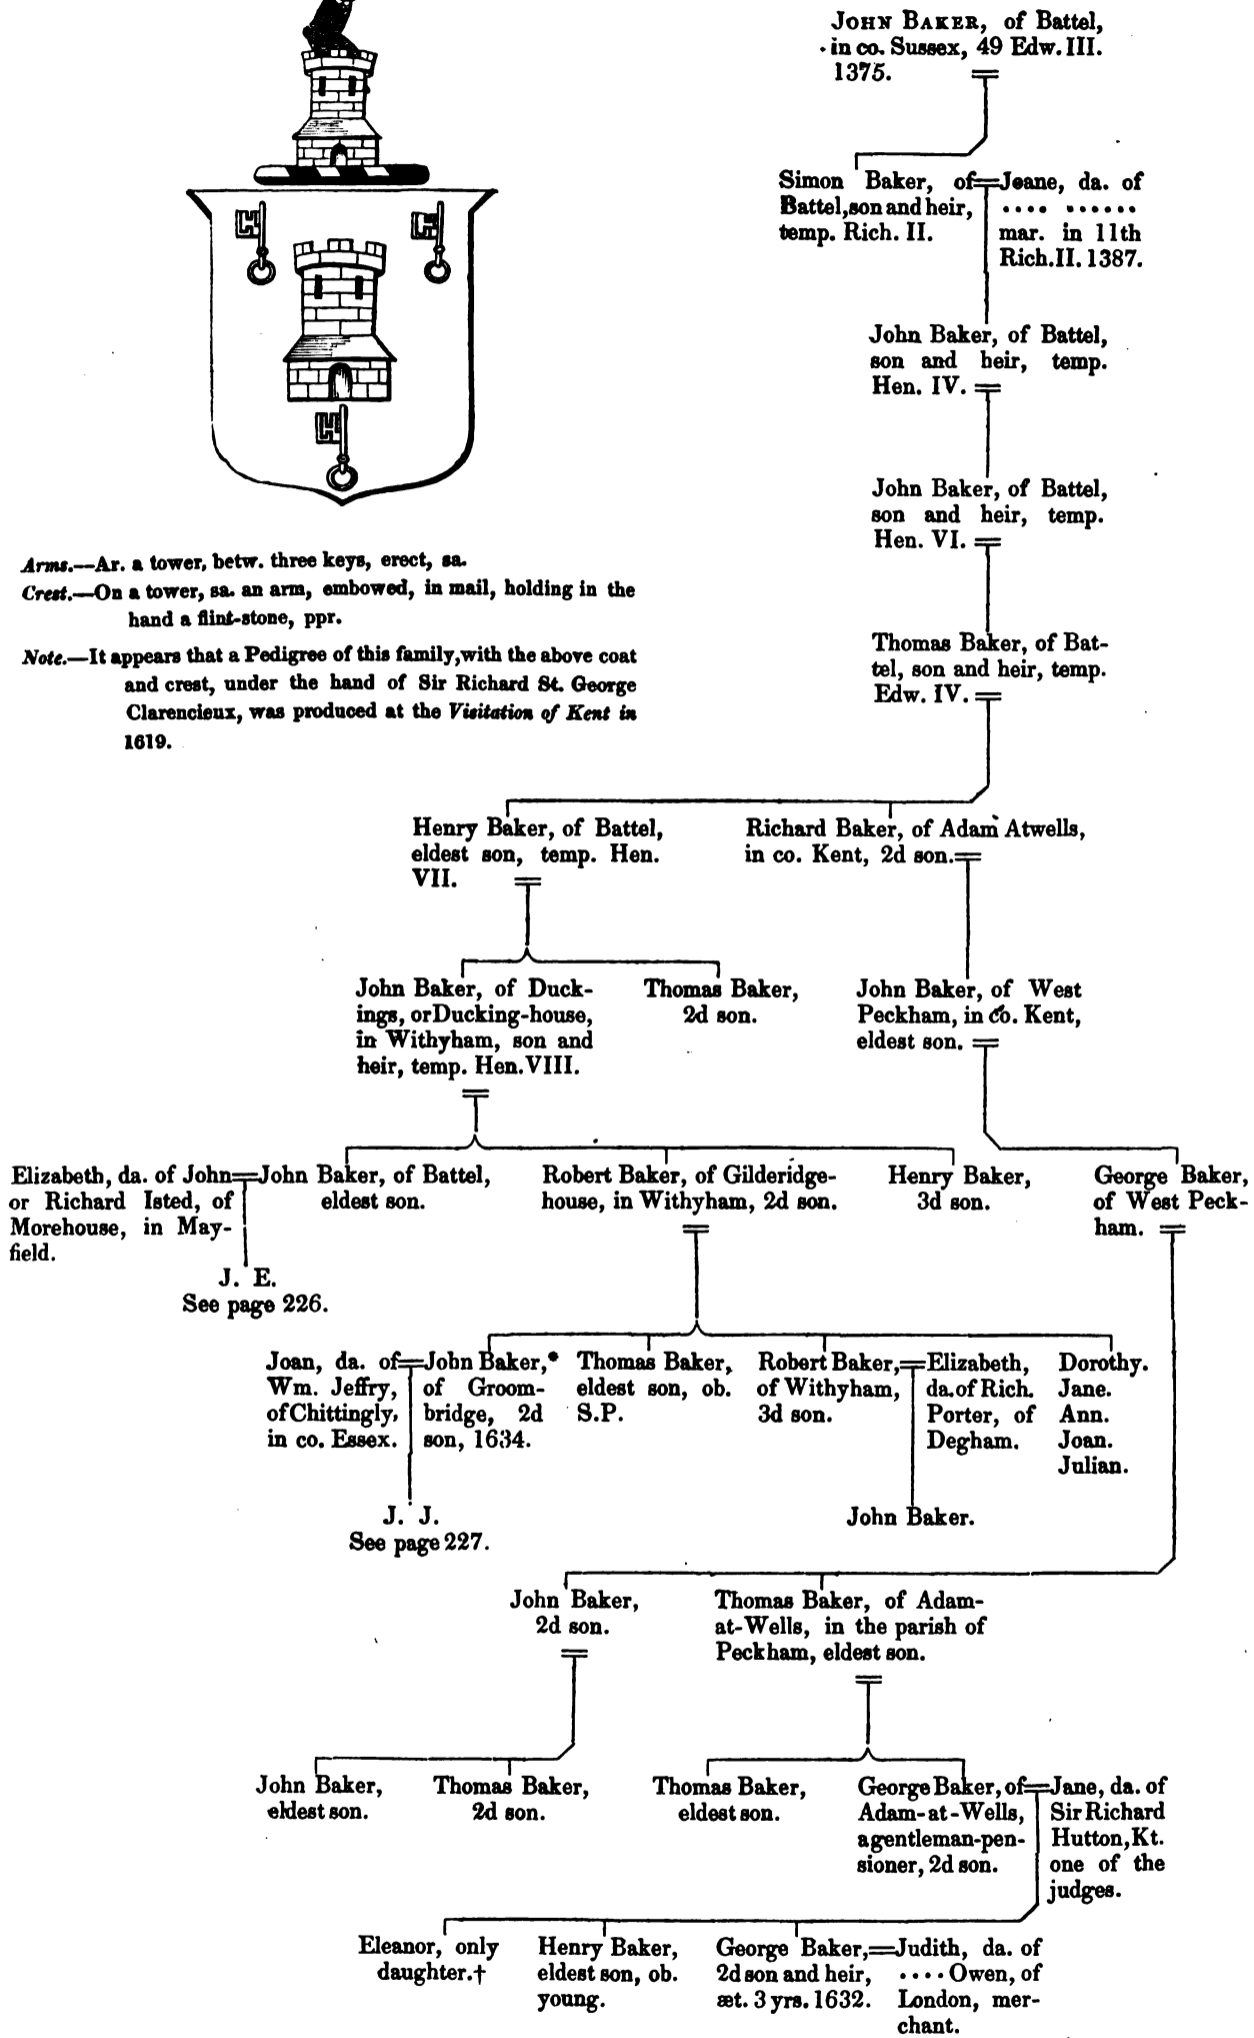 JOHN BAKER, of Battel,
in co. Sussex, 49 Edw. III.
1375.
Simon Baker, of
Battel, son and heir,
temp. Rich. II.
Jeane, da. of
.... ......
mar. in 11th
Rich. II. 1387.
John Baker, of Battel,
son and heir, temp.
Hen. IV.
John Baker, of Battel,
son and heir, temp.
Hen. VI.
Arms.—Ar. a tower, betw. three keys, erect, sa.
Crest.—On a tower, sa. an arm, embowed, in mail, holding in the
hand a flint-stone, ppr.
Note.—It appears that a Pedigree of this family, with the above coat
and crest, under the hand of Sir Richard St. George
Clarencieux, was produced at the Visitation of Kent in
1619.
Thomas Baker, of Bat-
tel, son and heir, temp.
Edw. IV.
Henry Baker, of Battel,
eldest son, temp. Hen.
VII.
Richard Baker, of Adam Atwells,
in co. Kent, 2d son.
John Baker, of Duck-
ings, or Ducking-house,
in Withyham, son and
heir, temp. Hen. VIII.
Thomas Baker,
2d son.
John Baker, of West
Peckham, in co. Kent,
eldest son.
Elizabeth, da. of John
or Richard Isted, of
Morehouse, in May-
field.
John Baker, of Battel,
eldest son.
J. E.
See page 226.
Robert Baker, of Gilderidge-
house, in Withyham, 2d son.
Henry Baker,
3d son.
George Baker,
of West Peck-
ham.
Joan, da. of
Wm. Jeffry,
of Chittingly,
in co. Essex.
John Baker,*
of Groom-
bridge, 2d
son, 1634.
J. J.
See page 227.
Thomas Baker,
eldest son, ob.
S.P.
Robert Baker,
of Withyham,
3d son.
Elizabeth,
da. of Rich.
Porter, of
Degham.
John Baker.
Dorothy.
Jane.
Ann.
Joan.
Julian.
John Baker,
2d son.
Thomas Baker, of Adam-
at-Wells, in the parish of
Peckham, eldest son.
John Baker,
eldest son.
Thomas Baker,
2d son.
Thomas Baker,
eldest son.
George Baker, of
Adam-at-Wells,
a gentleman-pen-
sioner, 2d son.
Jane, da. of
Sir Richard
Hutton, Kt.
one of the
judges.
Eleanor, only
daughter.†
Henry Baker,
eldest son, ob.
young.
George Baker,
2d son and heir,
æt. 3 yrs. 1632.
Judith, da. of
.... Owen, of
London, mer-
chant.